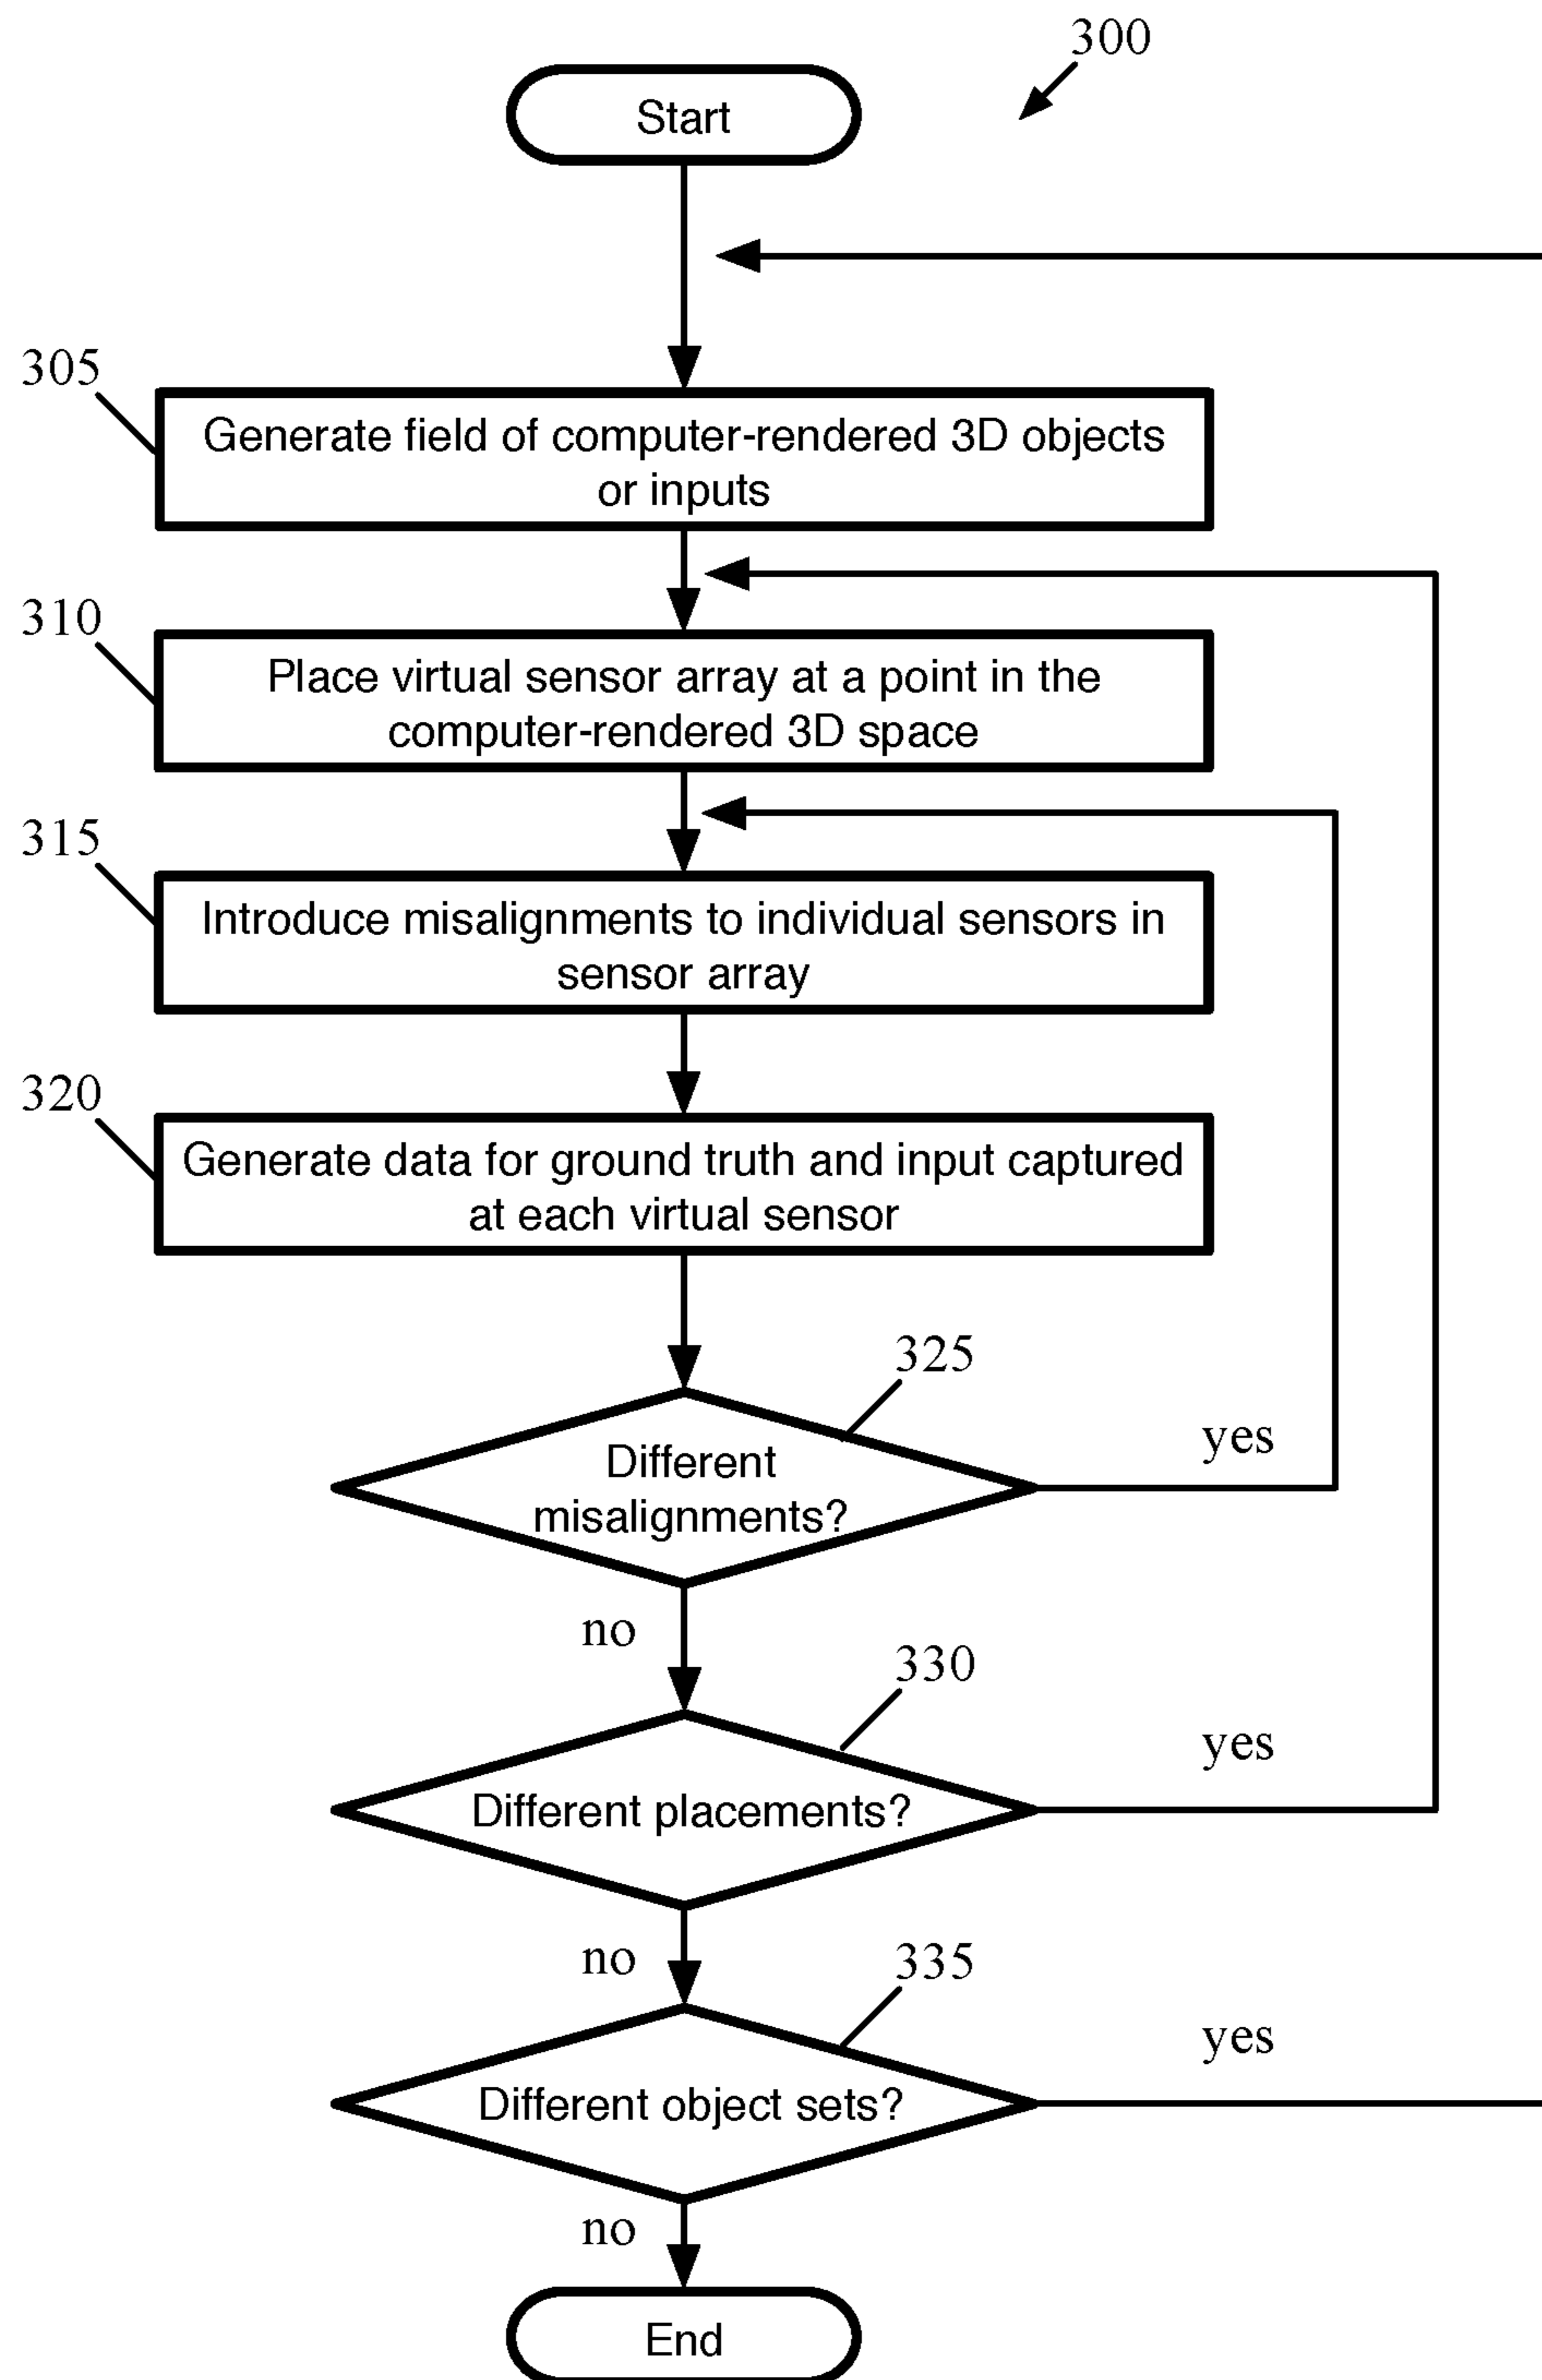 300
Start
305
Generate field of computer-rendered 3D objects
or inputs
310
Place virtual sensor array at a point in the
computer-rendered 3D space
315
Introduce misalignments to individual sensors in
sensor array
320
Generate data for ground truth and input captured
at each virtual sensor
325
Different
misalignments?
yes
no
330
Different placements?
yes
no
335
Different object sets?
yes
no
End